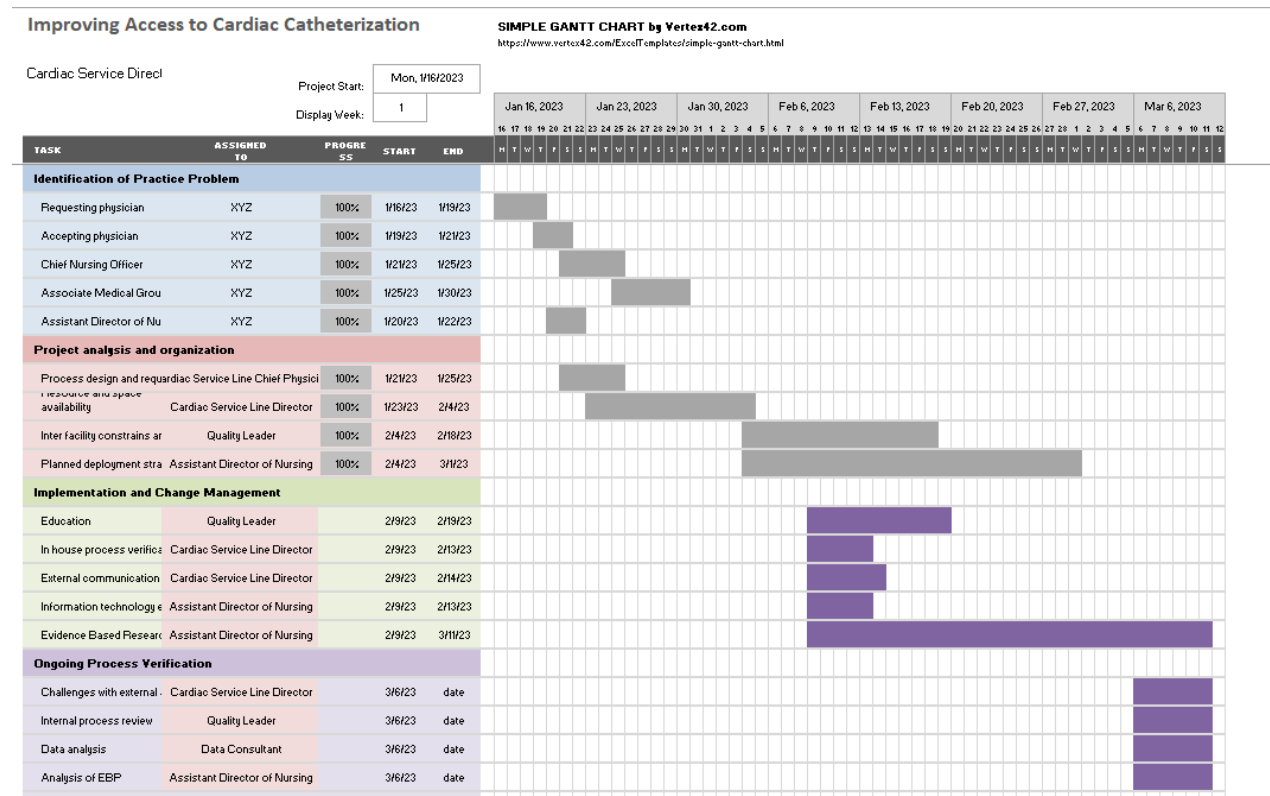 Improving Access to Cardiac Catheterization
SIMPLE GANTT CHART by Vertex42.com
https://www.vertex42.com/ExcelTemplates/simple-gantt-chart.html
Cardiac Service Direc
Project Start: Mon, 1/16/2023
Display Week: 1
Jan 16, 2023 Jan 23, 2023 Jan 30, 2023 Feb 6, 2023 Feb 13, 2023 Feb 20, 2023 Feb 27, 2023 Mar 6, 2023
16 17 18 19 20 21 22 23 24 25 26 27 28 29 30 31 1 2 3 4 5 6 7 8 9 10 11 12 13 14 15 16 17 18 19 20 21 22 23 24 25 26 27 28 1 2 3 4 5 6 7 8 9 10 11 12
TASK ASSIGNED TO PROGRESS START END M T W T F S S M T W T F S S M T W T F S S M T W T F S S M T W T F S S M T W T F S S M T W T F S S M T W T F S S
Identification of Practice Problem
Requesting physician XYZ 100% 1/16/23 1/19/23
Accepting physician XYZ 100% 1/19/23 1/21/23
Chief Nursing Officer XYZ 100% 1/21/23 1/25/23
Associate Medical Grou XYZ 100% 1/25/23 1/30/23
Assistant Director of Nu XYZ 100% 1/20/23 1/22/23
Project analysis and organization
Process design and requardiac Service Line Chief Physici 100% 1/21/23 1/25/23
Resource and space
availability Cardiac Service Line Director 100% 1/23/23 2/4/23
Inter facility constrains ar Quality Leader 100% 2/4/23 2/18/23
Planned deployment stra Assistant Director of Nursing 100% 2/4/23 3/1/23
Implementation and Change Management
Education Quality Leader 2/9/23 2/19/23
In house process verifica Cardiac Service Line Director 2/9/23 2/13/23
External communication Cardiac Service Line Director 2/9/23 2/14/23
Information technology e Assistant Director of Nursing 2/9/23 2/13/23
Evidence Based Researc Assistant Director of Nursing 2/9/23 3/11/23
Ongoing Process Verification
Challenges with external Cardiac Service Line Director 3/6/23 date
Internal process review Quality Leader 3/6/23 date
Data analysis Data Consultant 3/6/23 date
Analysis of EBP Assistant Director of Nursing 3/6/23 date